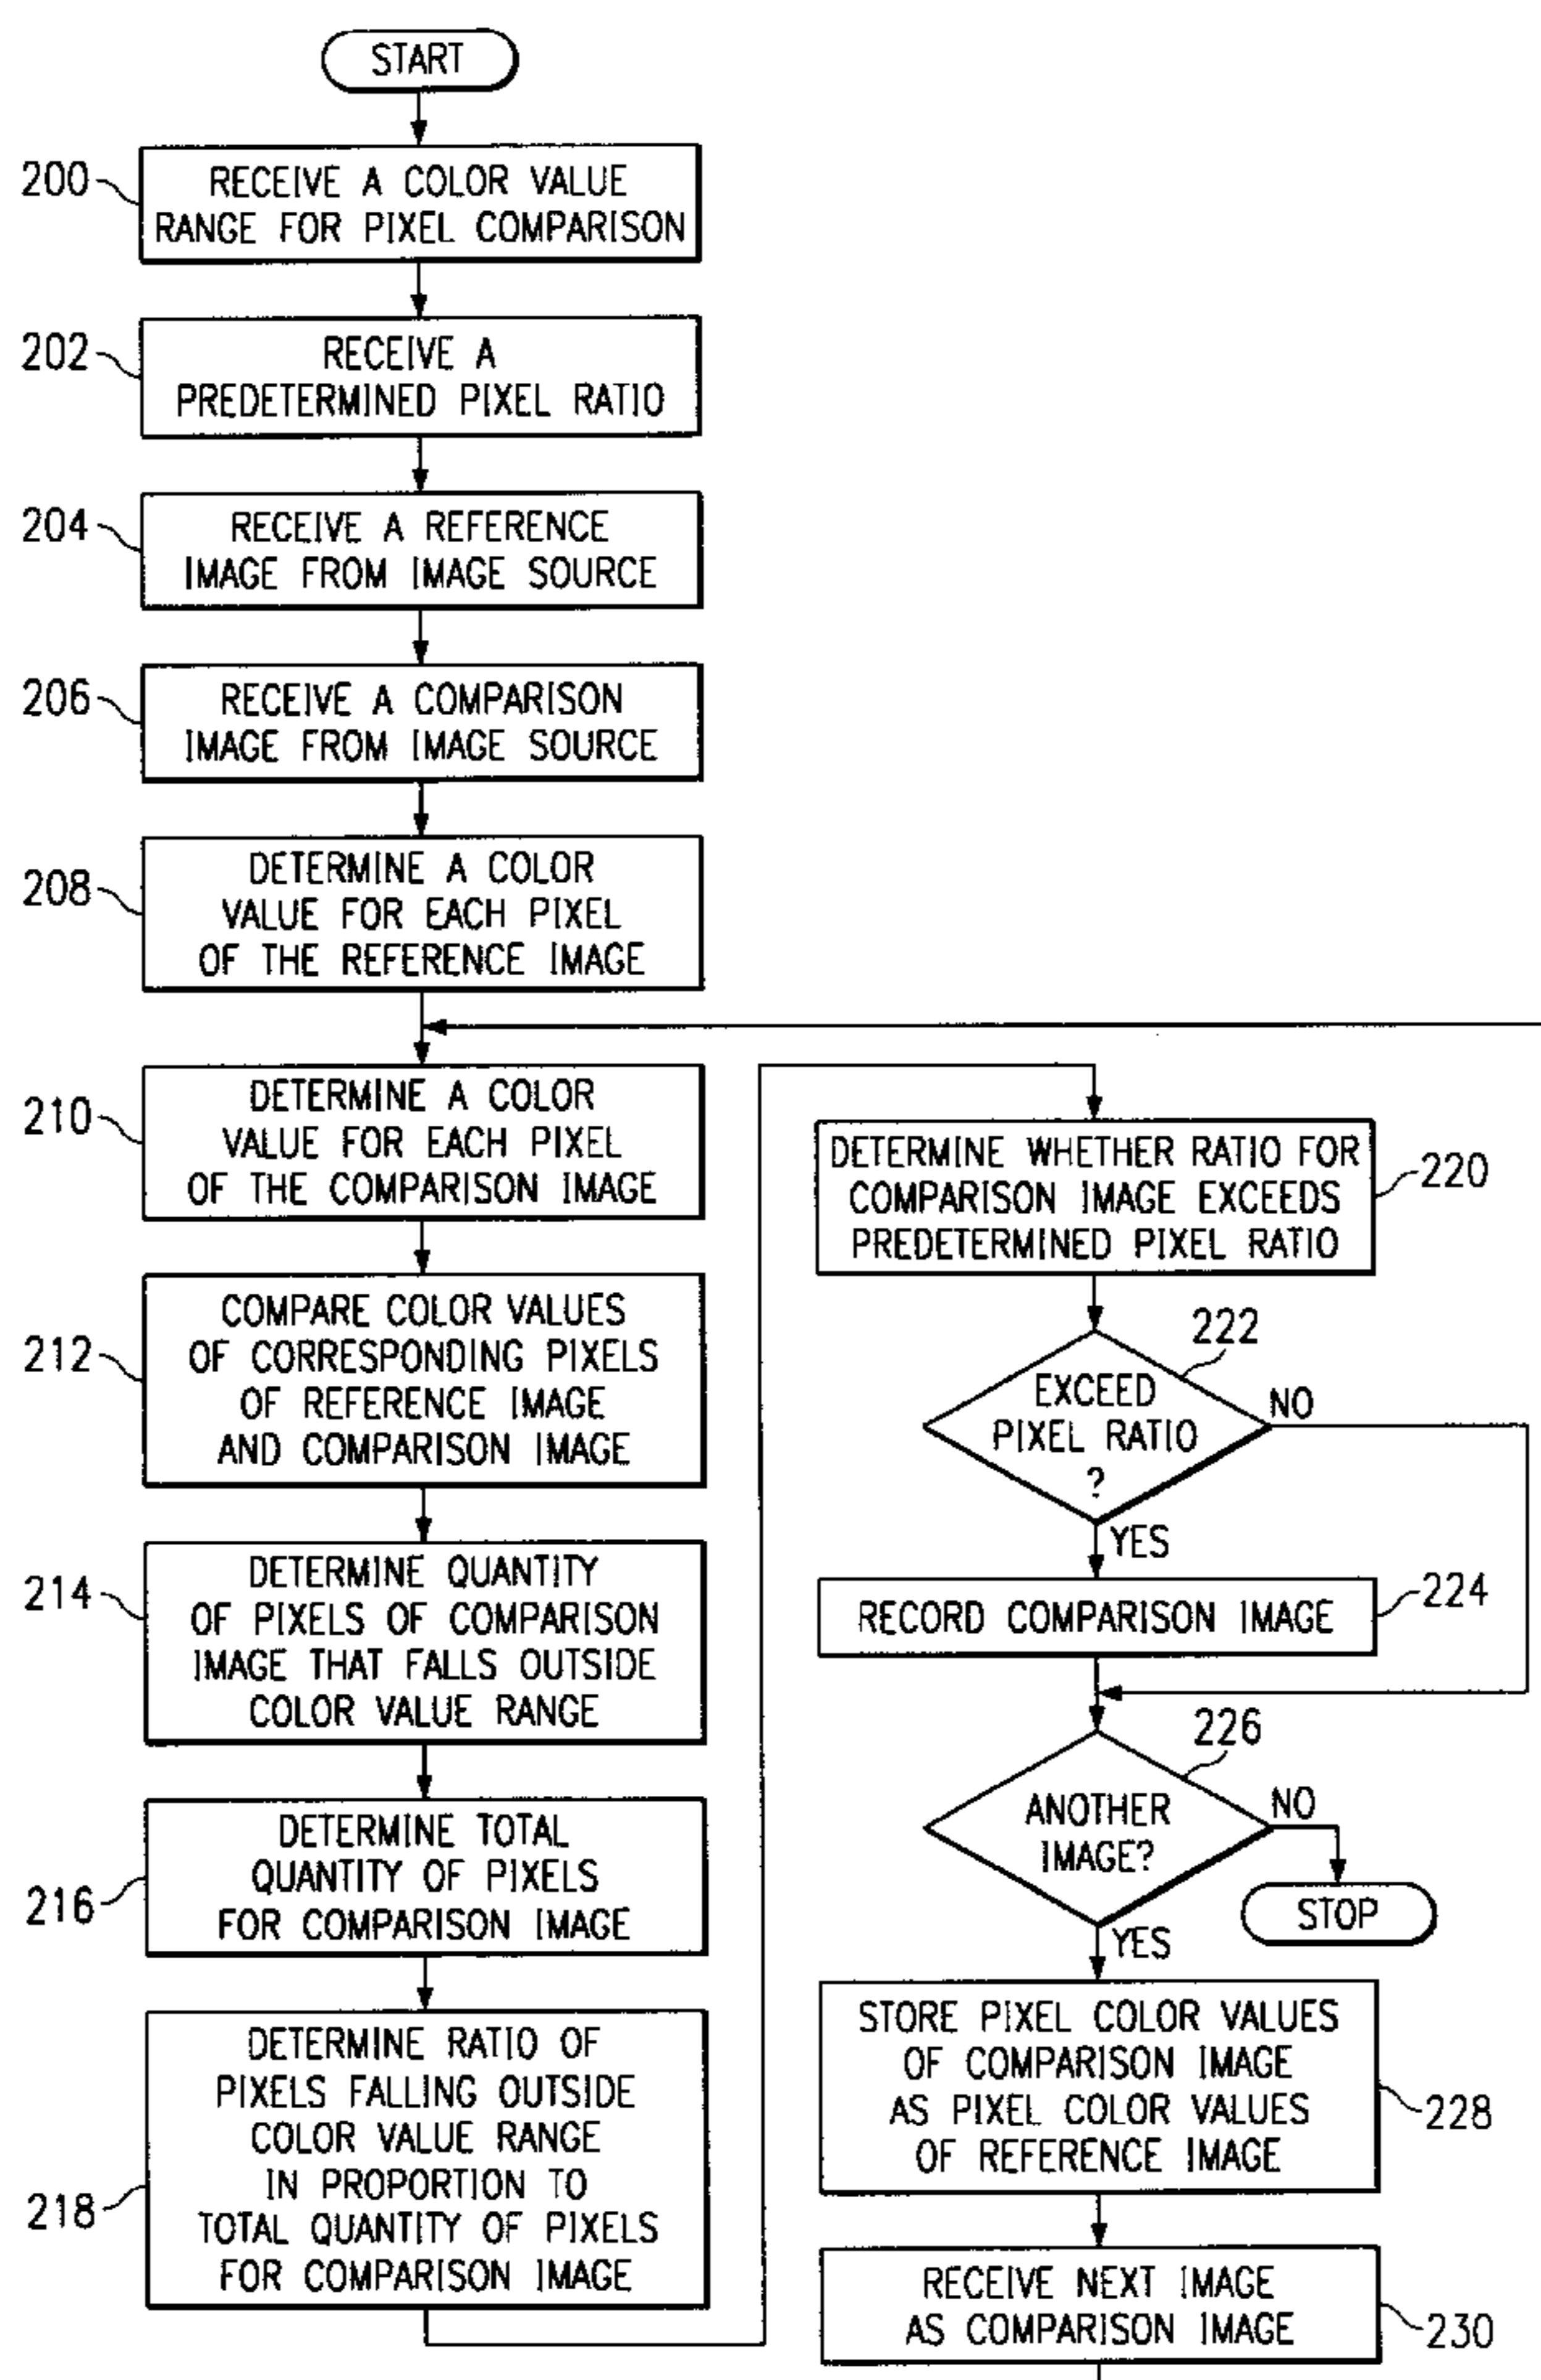 START
200
RECEIVE A COLOR VALUE
RANGE FOR PIXEL COMPARISON
202
RECEIVE A
PREDETERMINED PIXEL RATIO
204
RECEIVE A REFERENCE
IMAGE FROM IMAGE SOURCE
206
RECEIVE A COMPARISON
IMAGE FROM IMAGE SOURCE
208
DETERMINE A COLOR
VALUE FOR EACH PIXEL
OF THE REFERENCE IMAGE
210
DETERMINE A COLOR
VALUE FOR EACH PIXEL
OF THE COMPARISON IMAGE
212
COMPARE COLOR VALUES
OF CORRESPONDING PIXELS
OF REFERENCE IMAGE
AND COMPARISON IMAGE
214
DETERMINE QUANTITY
OF PIXELS OF COMPARISON
IMAGE THAT FALLS OUTSIDE
COLOR VALUE RANGE
216
DETERMINE TOTAL
QUANTITY OF PIXELS
FOR COMPARISON IMAGE
218
DETERMINE RATIO OF
PIXELS FALLING OUTSIDE
COLOR VALUE RANGE
IN PROPORTION TO
TOTAL QUANTITY OF PIXELS
FOR COMPARISON IMAGE
DETERMINE WHETHER RATIO FOR
COMPARISON IMAGE EXCEEDS
PREDETERMINED PIXEL RATIO
220
222
EXCEED
PIXEL RATIO
?
NO
YES
RECORD COMPARISON IMAGE
224
226
ANOTHER
IMAGE?
NO
STOP
YES
STORE PIXEL COLOR VALUES
OF COMPARISON IMAGE
AS PIXEL COLOR VALUES
OF REFERENCE IMAGE
228
RECEIVE NEXT IMAGE
AS COMPARISON IMAGE
230